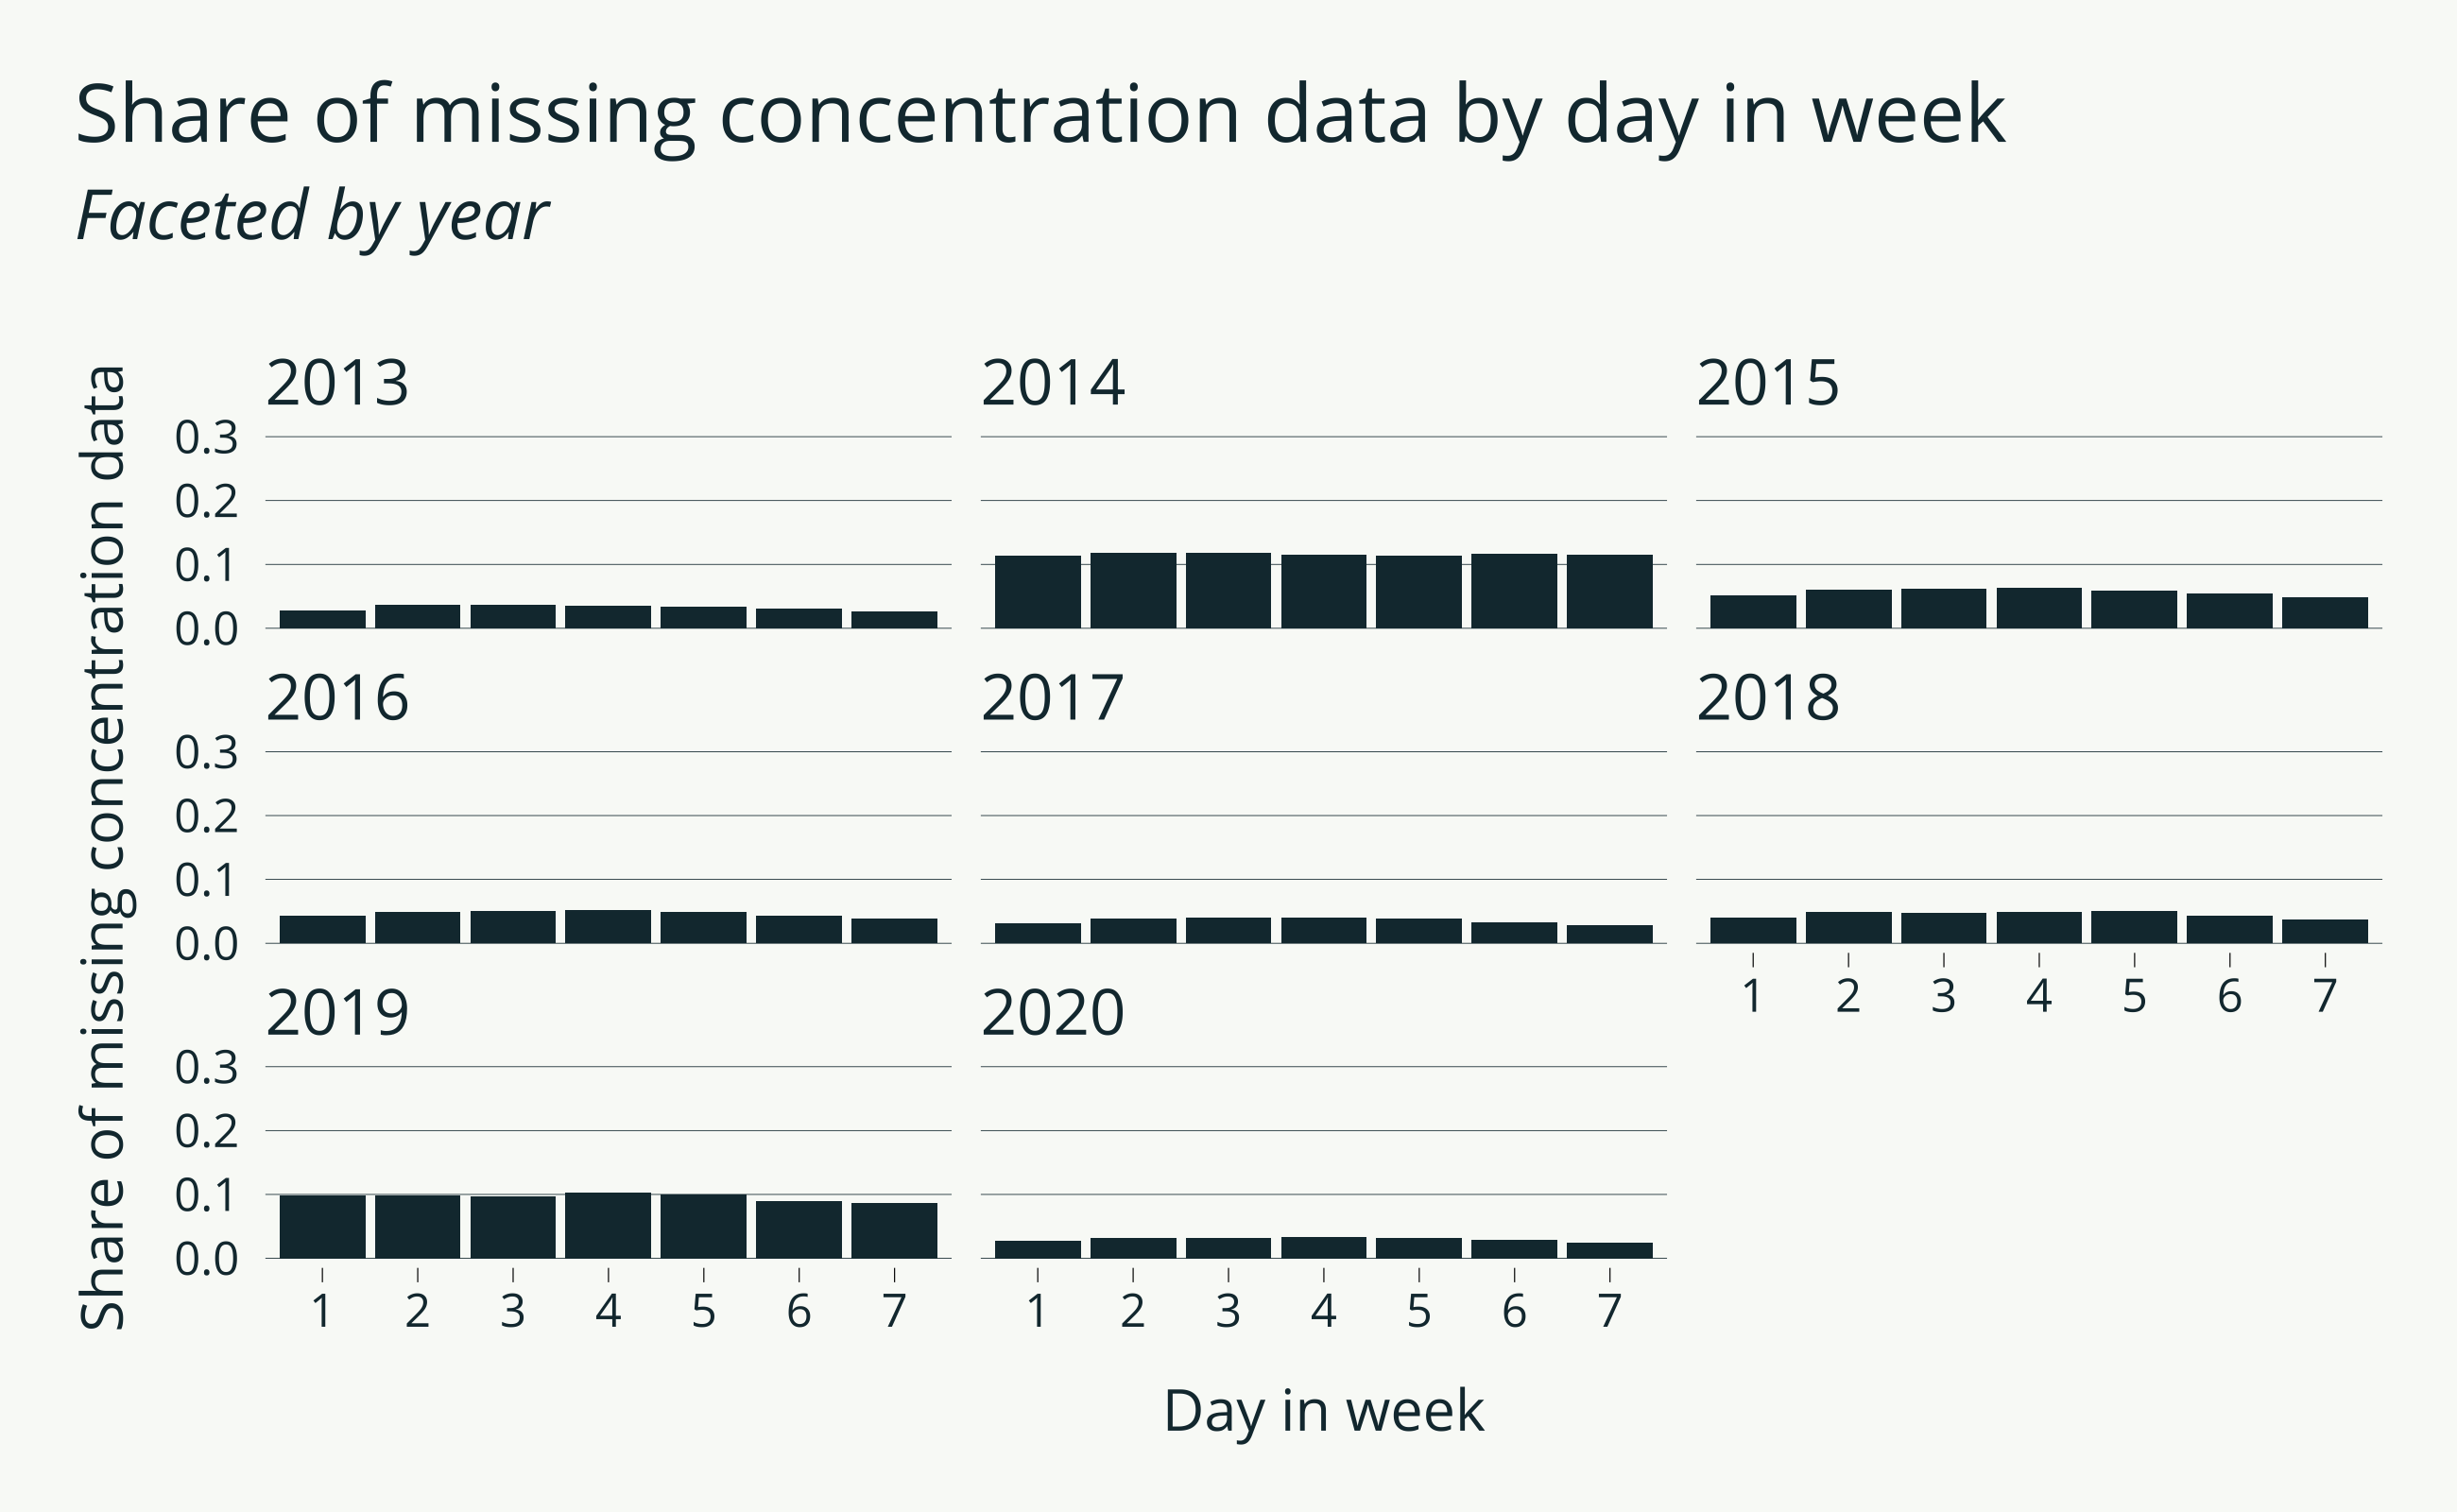 Share of missing concentration data by day in week
Faceted by year
Share of missing concentration data
2013 2014 2015
0.3
0.2
0.1
0.0
2016 2017 2018
0.3
0.2
0.1
0.0
1 2 3 4 5 6 7
2019 2020
0.3
0.2
0.1
0.0
1 2 3 4 5 6 7 1 2 3 4 5 6 7
Day in week